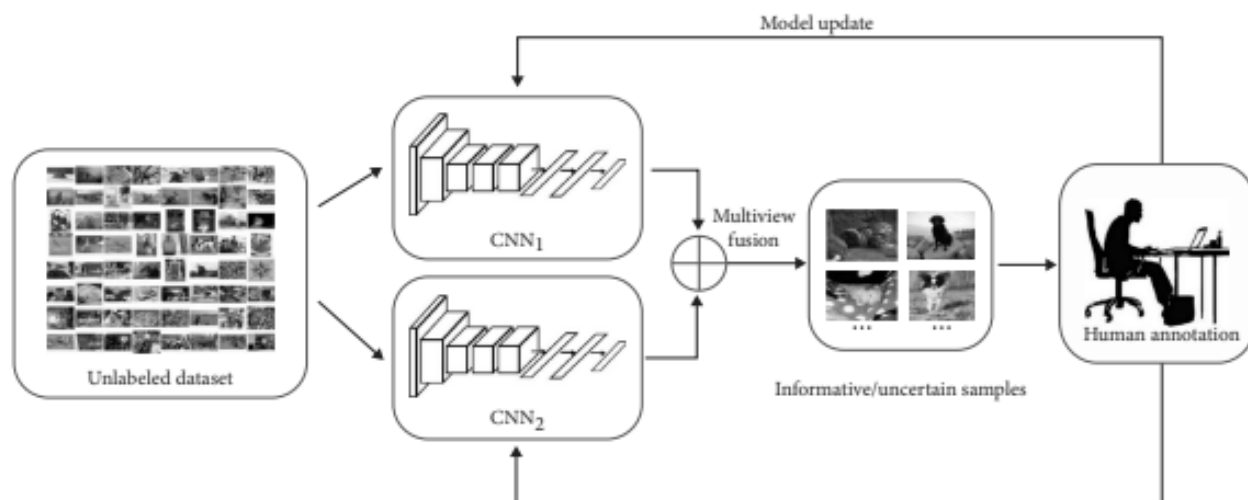 Model update
CNN₁
Multiview
fusion
Unlabeled dataset
CNN₂
Informative/uncertain samples
Human annotation
...
...